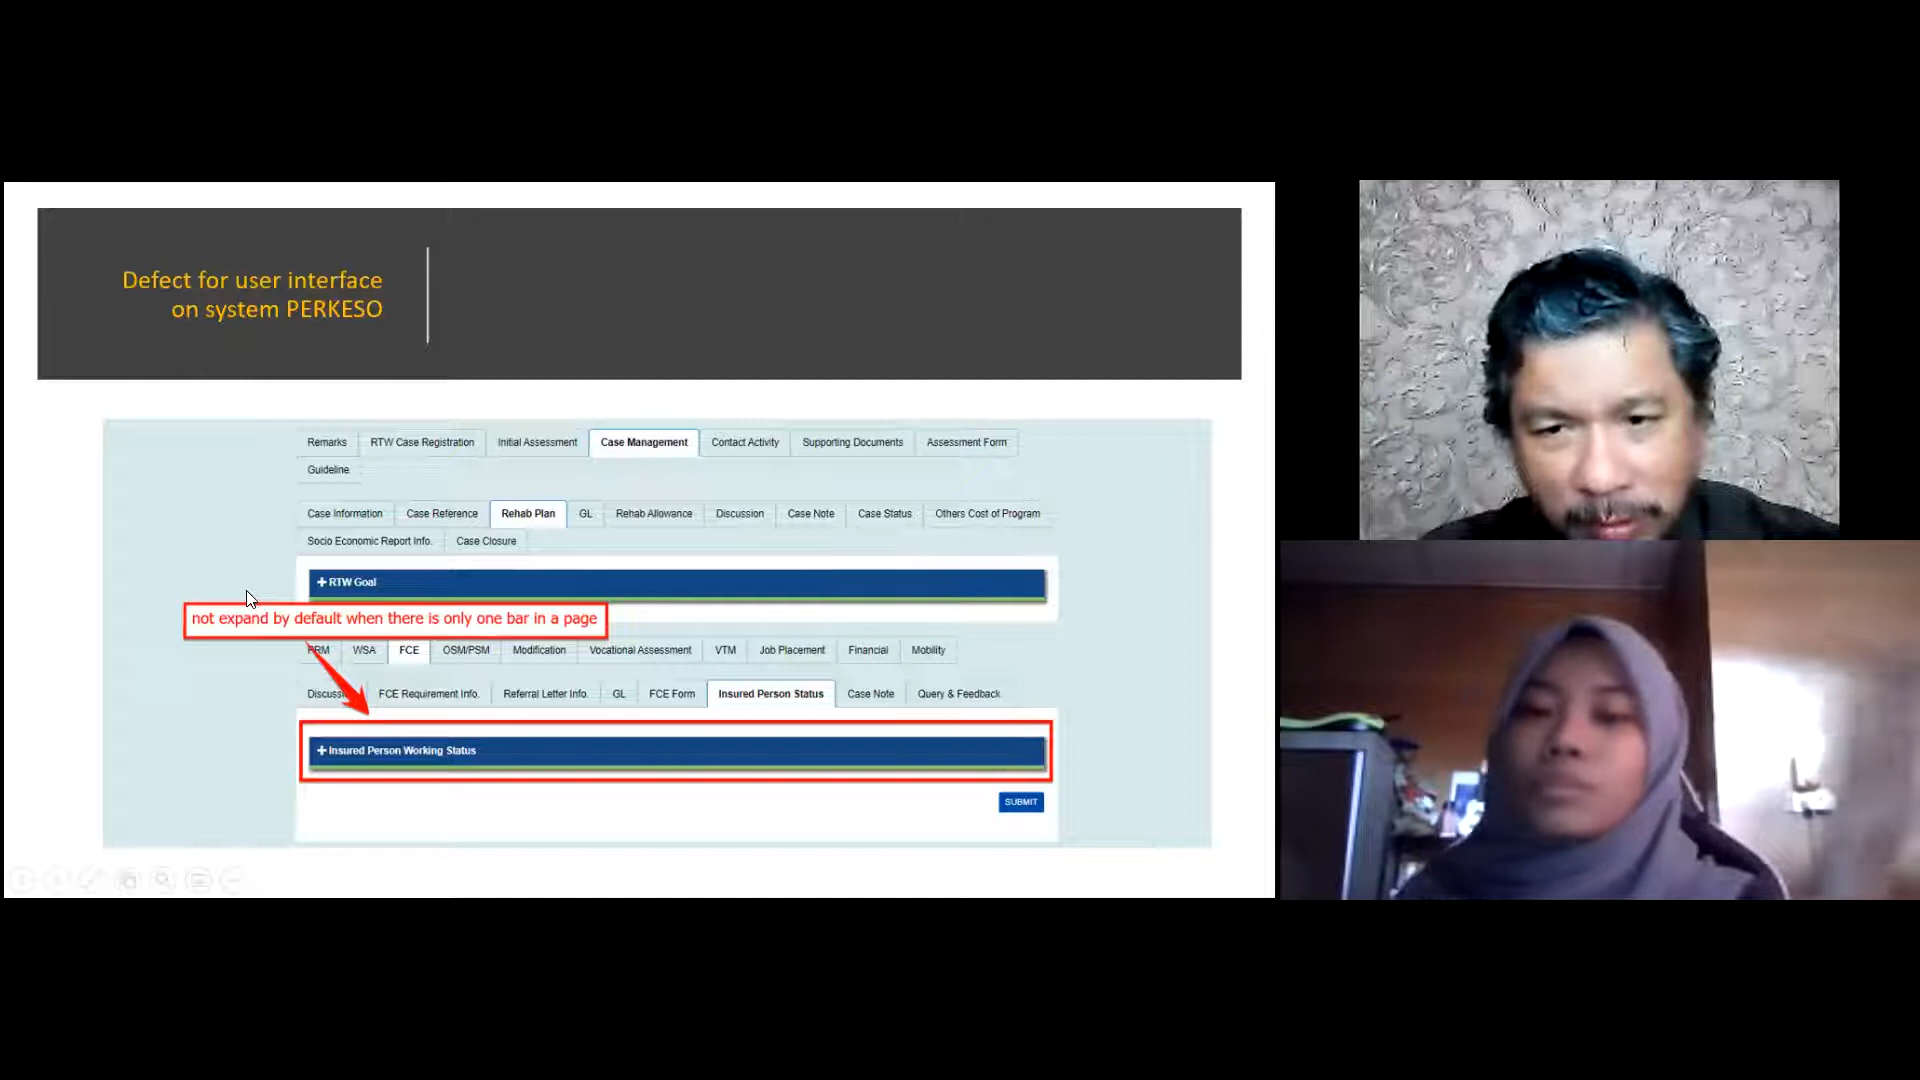 Defect for user interface
on system PERKESO
Remarks RTW Case Registration Initial Assessment Case Management Contact Activity Supporting Documents Assessment Form
Guideline
Case Information Case Reference Rehab Plan GL Rehab Allowance Discussion Case Note Case Status Others Cost of Program
Socio Economic Report Info. Case Closure
+ RTW Goal
not expand by default when there is only one bar in a page
WSA FCE OSM/PSM Modification Vocational Assessment VTM Job Placement Financial Mobility
FCE Requirement Info. Referral Letter Info. GL FCE Form Insured Person Status Case Note Query & Feedback
+ Insured Person Working Status
SUBMIT